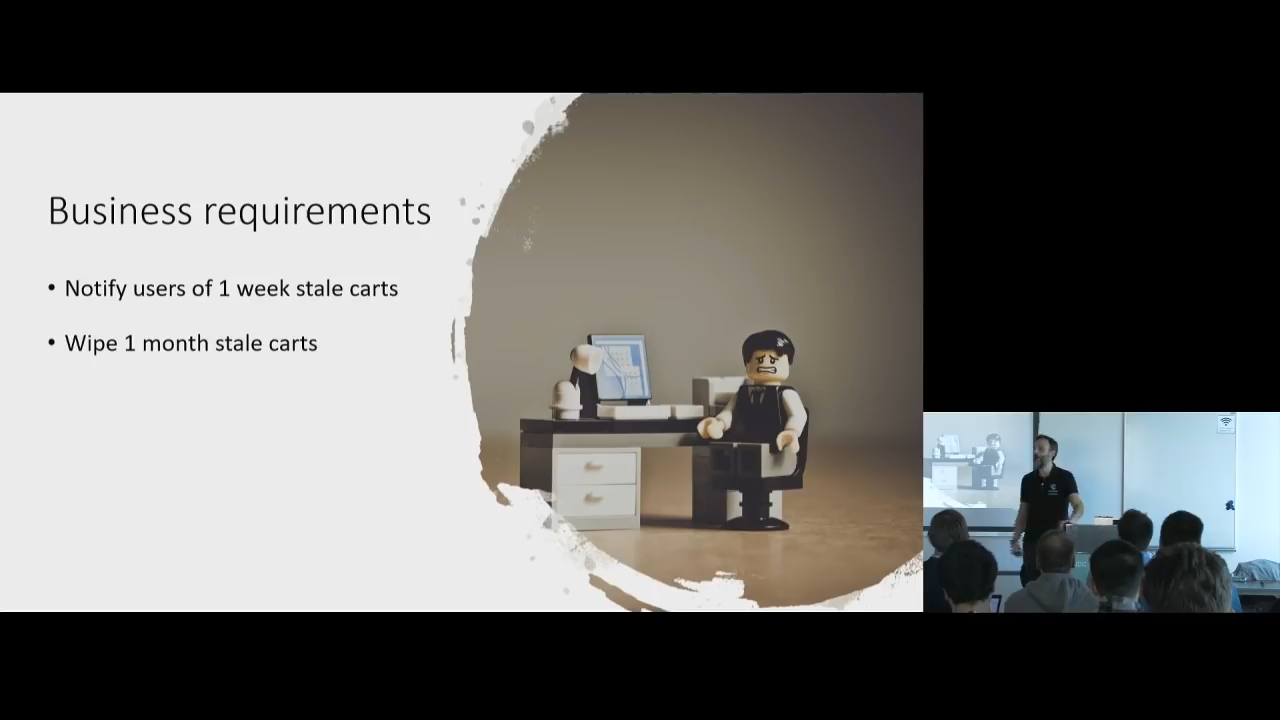 Business requirements
• Notify users of 1 week stale carts
• Wipe 1 month stale carts